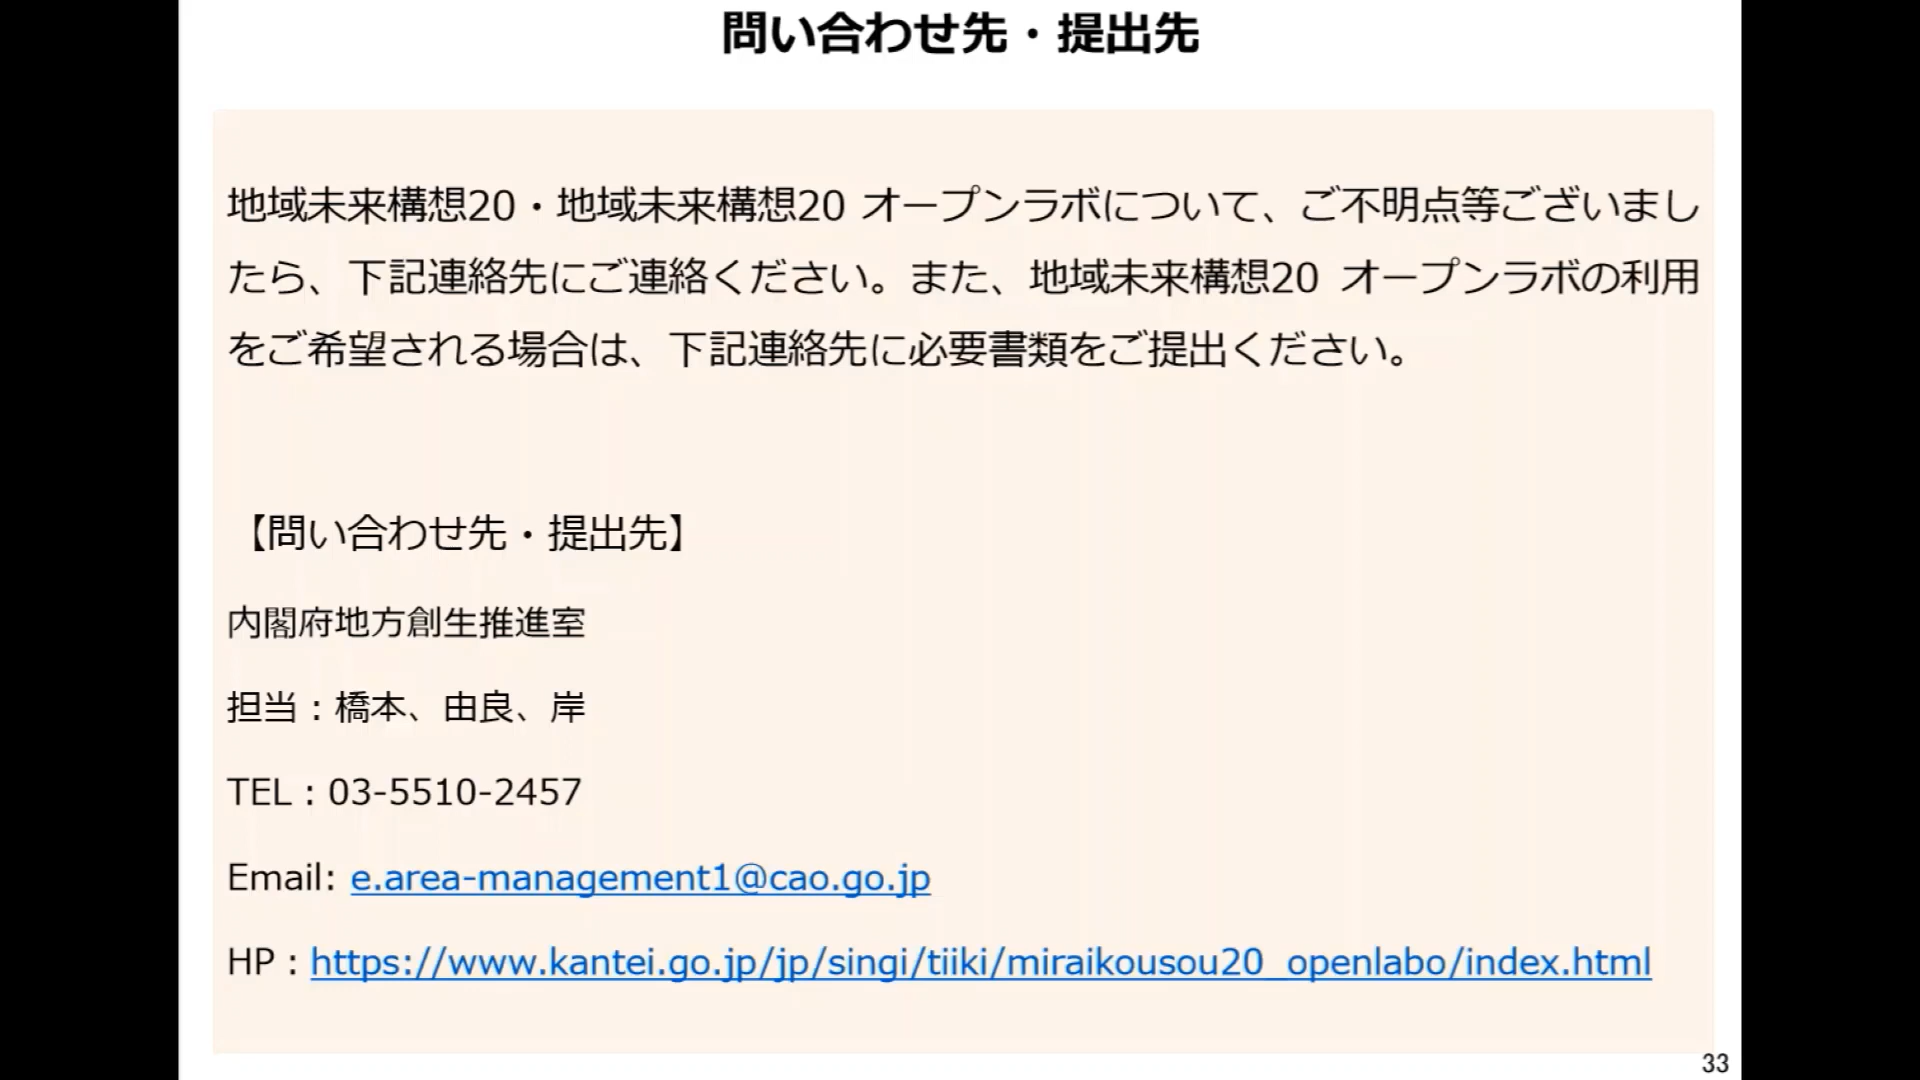 問い合わせ先・提出先
地域未来構想20・地域未来構想20 オープンラボについて、ご不明点等ございまし
たら、下記連絡先にご連絡ください。また、地域未来構想20 オープンラボの利用
をご希望される場合は、下記連絡先に必要書類をご提出ください。
【問い合わせ先・提出先】
内閣府地方創生推進室
担当：橋本、由良、岸
TEL：03-5510-2457
Email: e.area-management1@cao.go.jp
HP：https://www.kantei.go.jp/jp/singi/tiiki/miraikousou20_openlabo/index.html
33